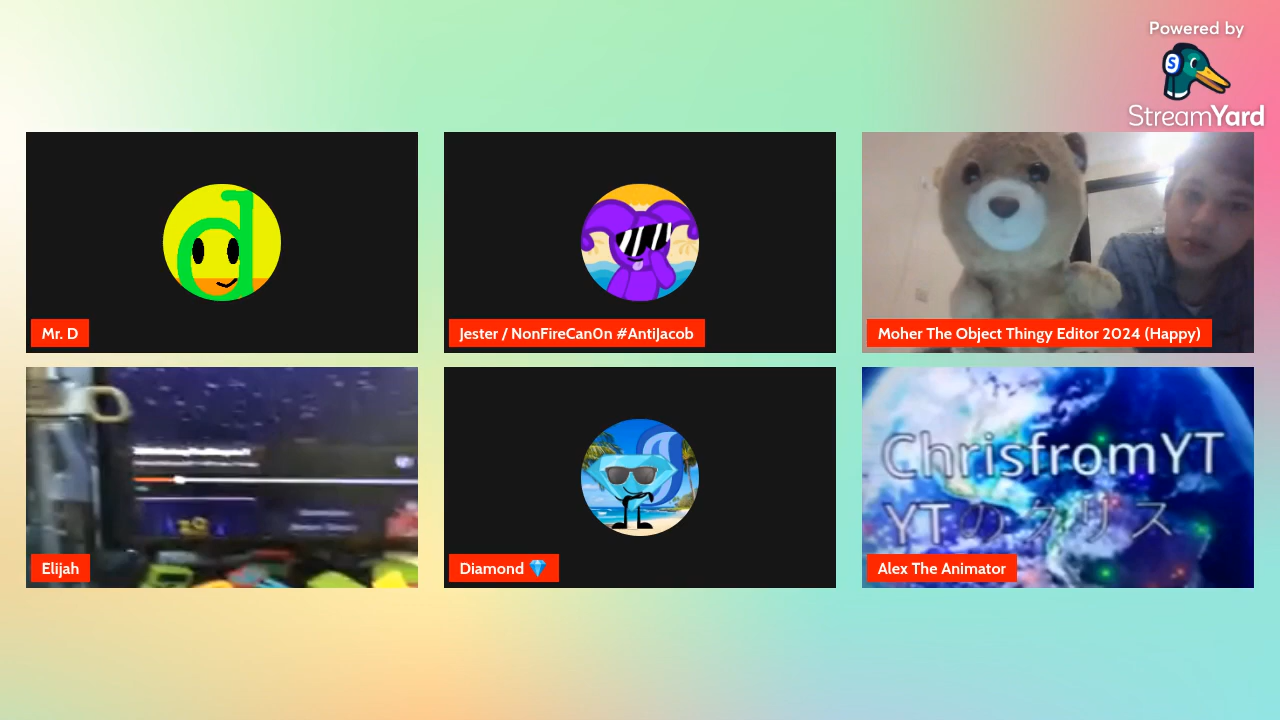 Powered by
S
StreamYard
Mr. D
Jester / NonFireCan0n #AntiJacob
Moher The Object Thingy Editor 2024 (Happy)
Elijah
Diamond 💎
ChrisfromYT
YTのクリス
Alex The Animator